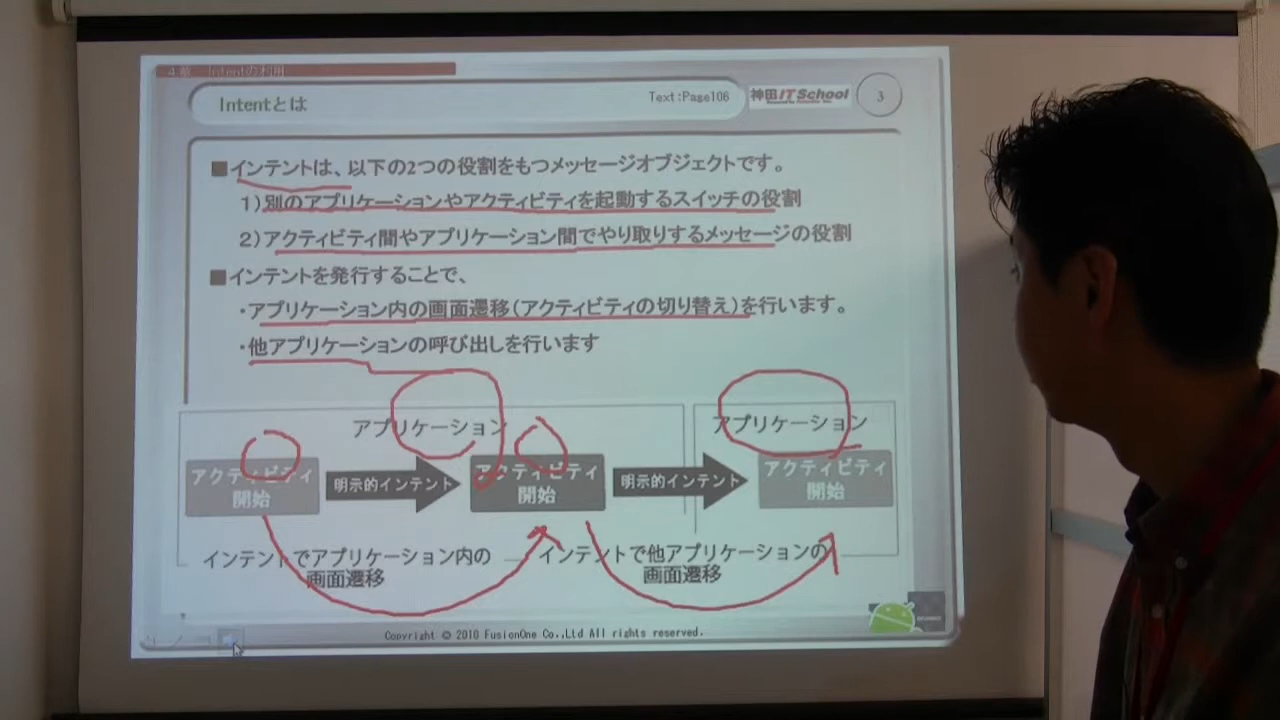 4章 Intentの利用
Intentとは
Text:Page106
神田IT School
3
■インテントは、以下の2つの役割をもつメッセージオブジェクトです。
1)別のアプリケーションやアクティビティを起動するスイッチの役割
2)アクティビティ間やアプリケーション間でやり取りするメッセージの役割
■インテントを発行することで、
・アプリケーション内の画面遷移(アクティビティの切り替え)を行います。
・他アプリケーションの呼び出しを行います
アプリケーション
アプリケーション
アクティビティ
開始
明示的インテント
アクティビティ
開始
明示的インテント
アクティビティ
開始
インテントでアプリケーション内の
画面遷移
インテントで他アプリケーションの
画面遷移
Copyright © 2010 FusionOne Co.,Ltd All rights reserved.